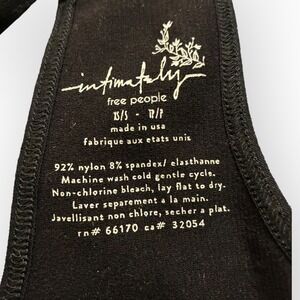 intimately
free people
XS/S - TP/P
made in usa
fabrique aux etats unis
92% nylon 8% spandex/ elasthanne
Machine wash cold gentle cycle.
Non-chlorine bleach, lay flat to dry.
Laver separement a la main.
Javellisant non chlore, secher a plat.
rn# 66170 ca# 32054